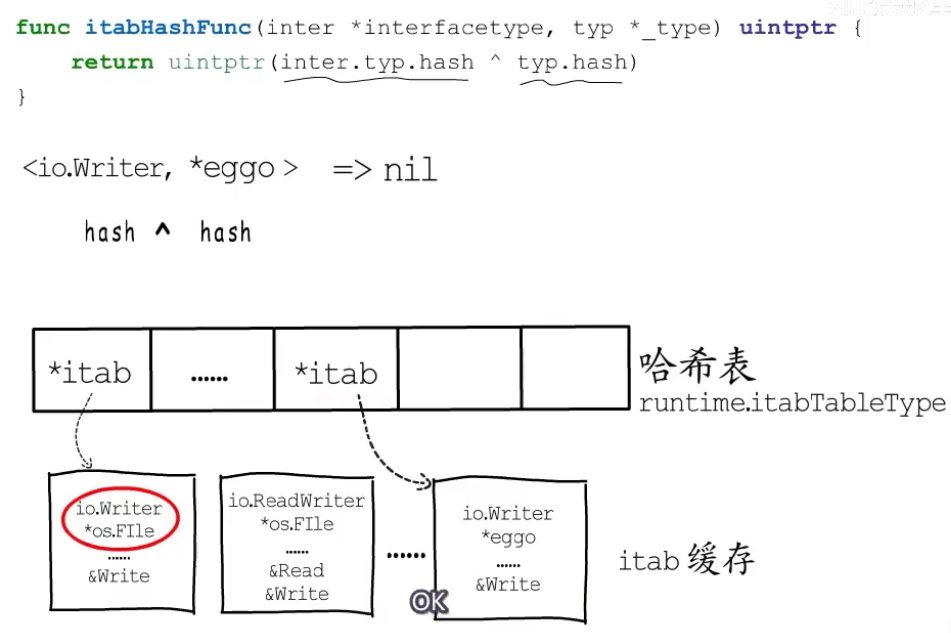 func itabHashFunc(inter *interfacetype, typ *_type) uintptr {
return uintptr(inter.typ.hash ^ typ.hash)
}
<io.Writer, *eggo > => nil
hash ^ hash
*itab
......
*itab
哈希表
runtime.itabTableType
io.Writer
*os.FIle
......
&Write
io.ReadWriter
*os.FIle
......
&Read
&Write
......
io.Writer
*eggo
......
&Write
itab 缓存
OK